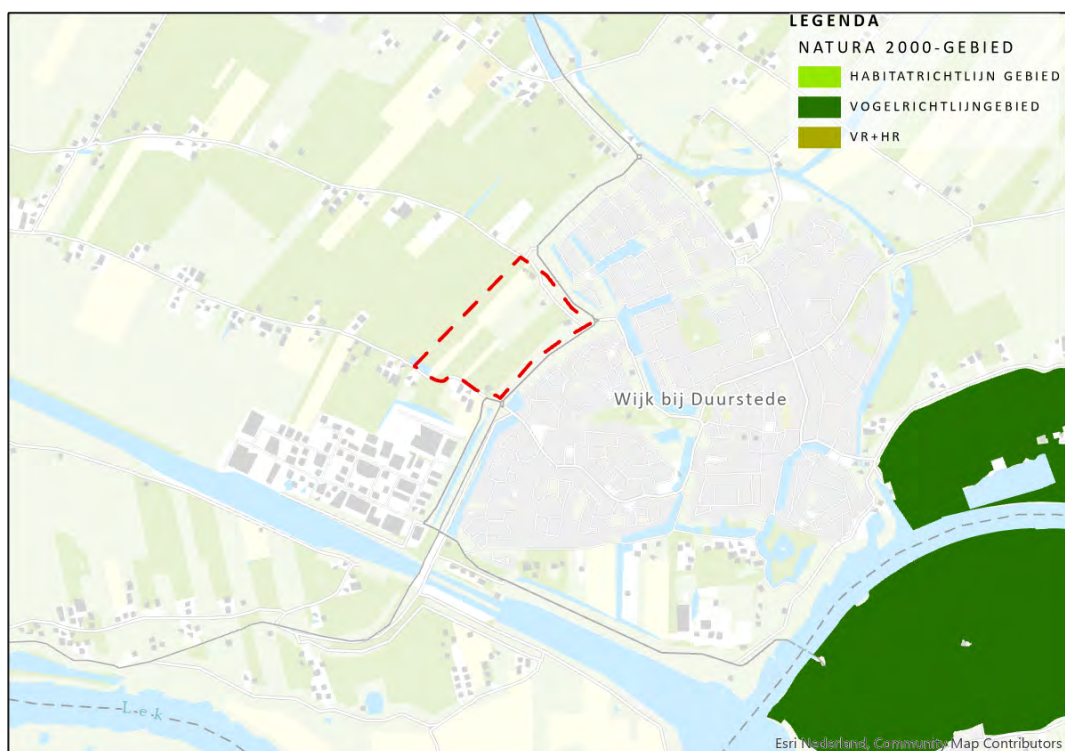 LEGENDA
NATURA 2000-GEBIED
HABITATRICHTLIJN GEBIED
VOGELRICHTLIJNGEBIED
VR+HR
Wijk bij Duurstede
Lek
Esri Nederland, Community Map Contributors